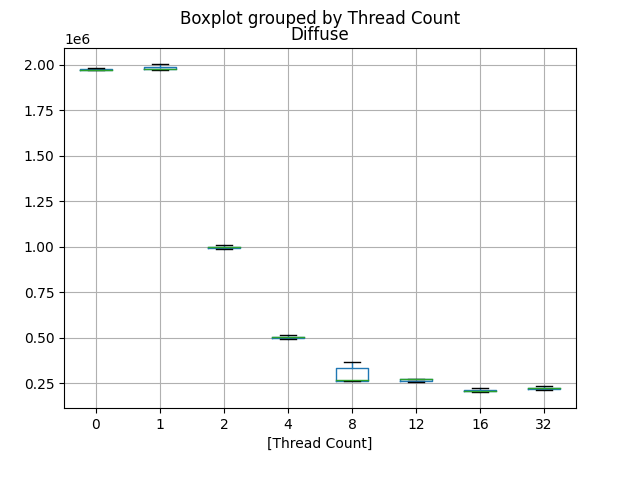 Boxplot grouped by Thread Count
Diffuse
1e6
2.00
1.75
1.50
1.25
1.00
0.75
0.50
0.25
0 1 2 4 8 12 16 32
[Thread Count]